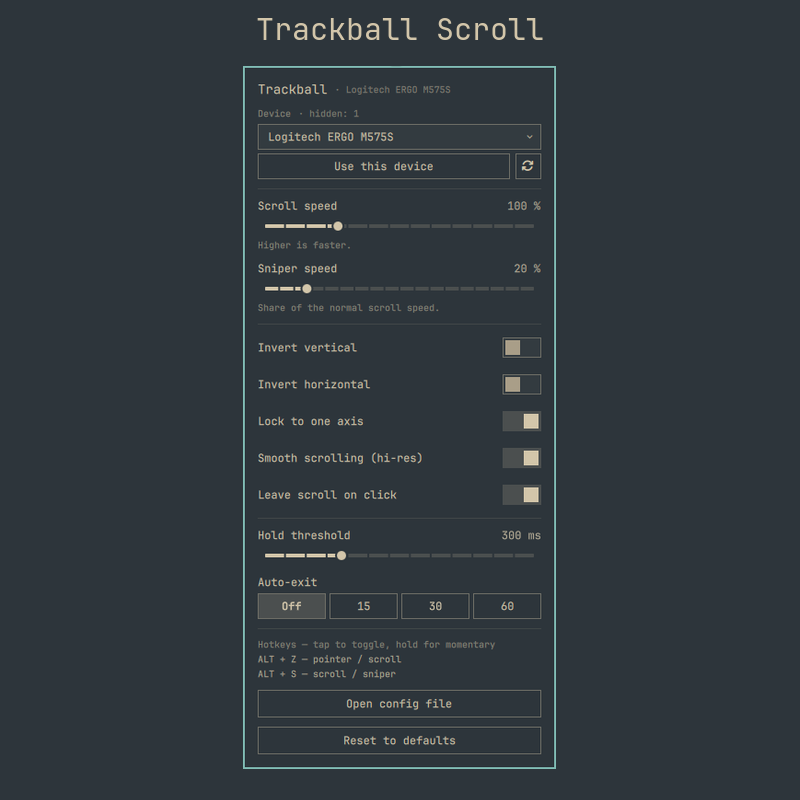 Trackball Scroll
Trackball · Logitech ERGO M575S
Device · hidden: 1
Logitech ERGO M575S
Use this device
Scroll speed 100 %
Higher is faster.
Sniper speed 20 %
Share of the normal scroll speed.
Invert vertical
Invert horizontal
Lock to one axis
Smooth scrolling (hi-res)
Leave scroll on click
Hold threshold 300 ms
Auto-exit
Off 15 30 60
Hotkeys — tap to toggle, hold for momentary
ALT + Z — pointer / scroll
ALT + S — scroll / sniper
Open config file
Reset to defaults